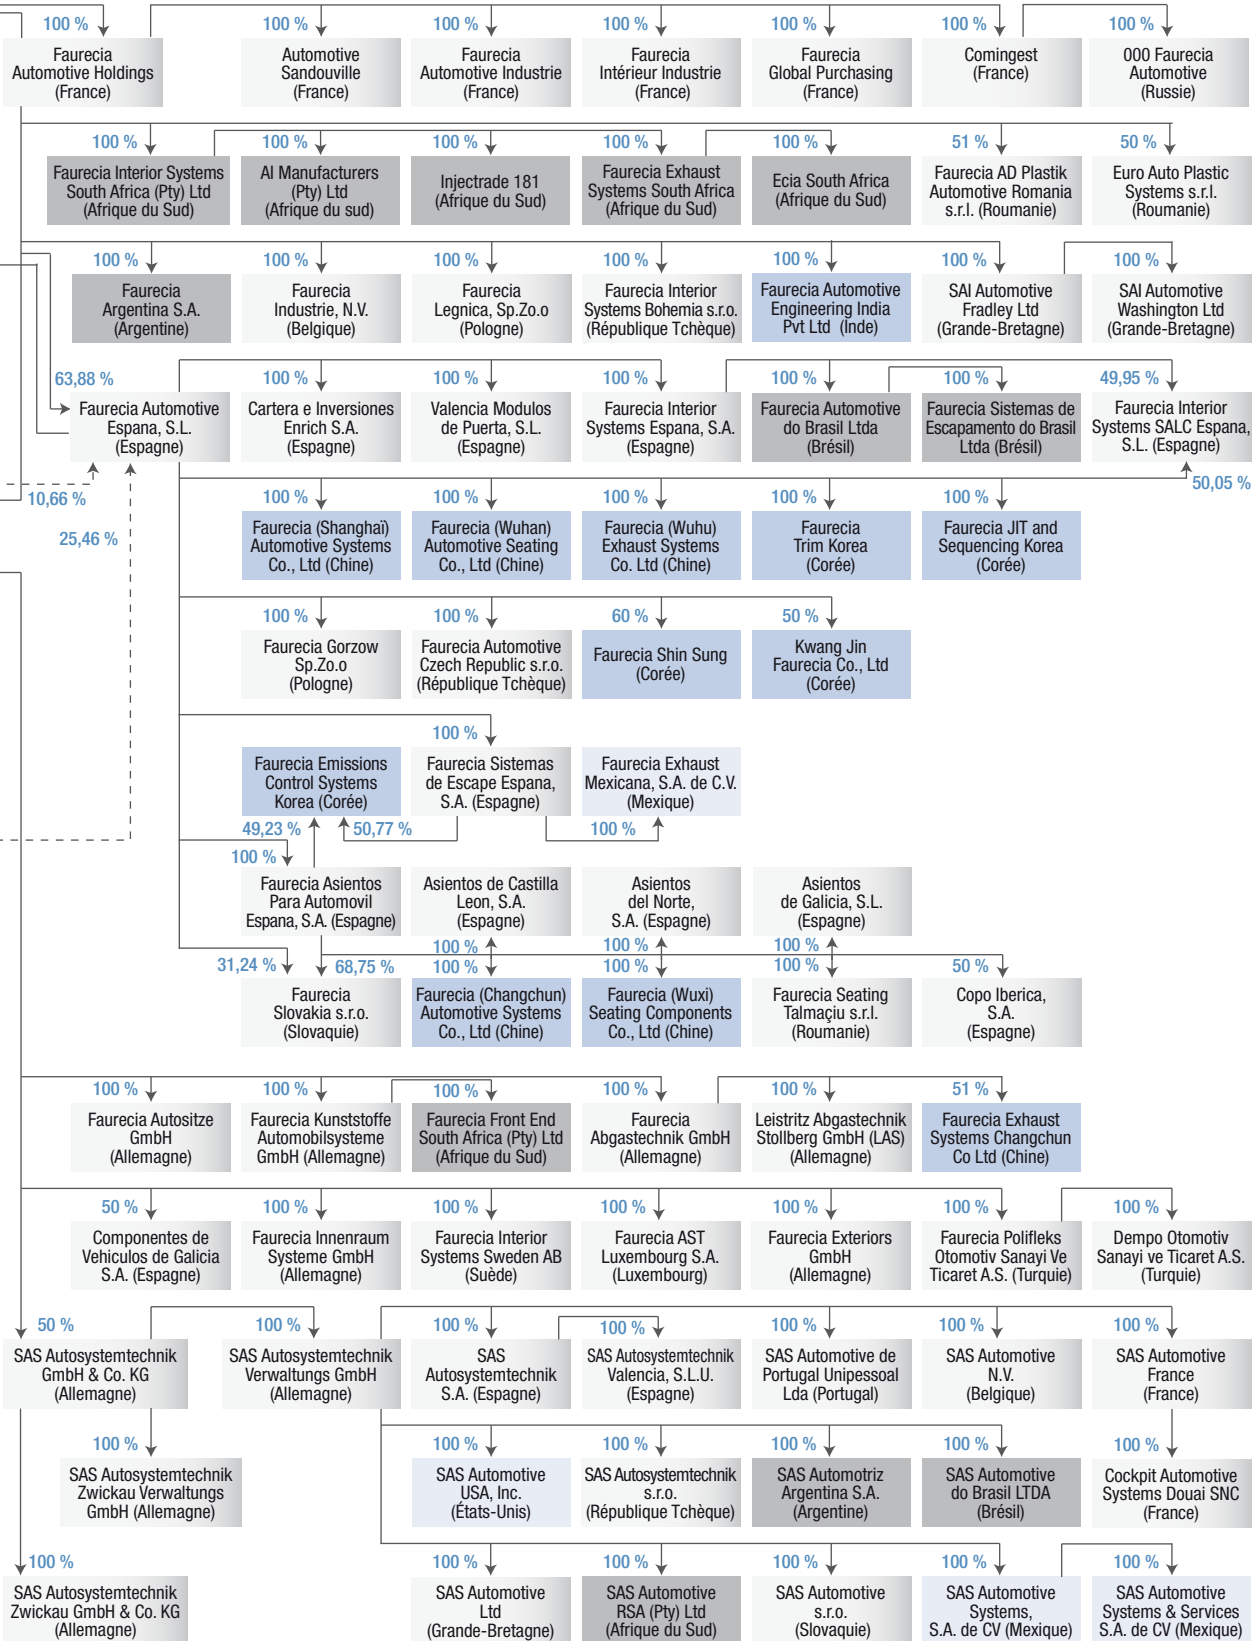 100 %
100 %
100 %
100 %
100 %
100 %
100 %
Faurecia
Automotive Holdings
(France)
Automotive
Sandouville
(France)
Faurecia
Automotive Industrie
(France)
Faurecia
Intérieur Industrie
(France)
Faurecia
Global Purchasing
(France)
Comingest
(France)
000 Faurecia
Automotive
(Russie)
100 %
100 %
100 %
100 %
100 %
51 %
50 %
Faurecia Interior Systems
South Africa (Pty) Ltd
(Afrique du Sud)
AI Manufacturers
(Pty) Ltd
(Afrique du sud)
Injectrade 181
(Afrique du Sud)
Faurecia Exhaust
Systems South Africa
(Afrique du Sud)
Ecia South Africa
(Afrique du Sud)
Faurecia AD Plastik
Automotive Romania
s.r.l. (Roumanie)
Euro Auto Plastic
Systems s.r.l.
(Roumanie)
100 %
100 %
100 %
100 %
100 %
100 %
100 %
Faurecia
Argentina S.A.
(Argentine)
Faurecia
Industrie, N.V.
(Belgique)
Faurecia
Legnica, Sp.Zo.o
(Pologne)
Faurecia Interior
Systems Bohemia s.r.o.
(République Tchèque)
Faurecia Automotive
Engineering India
Pvt Ltd (Inde)
SAI Automotive
Fradley Ltd
(Grande-Bretagne)
SAI Automotive
Washington Ltd
(Grande-Bretagne)
63,88 %
100 %
100 %
100 %
100 %
100 %
49,95 %
Faurecia Automotive
Espana, S.L.
(Espagne)
Cartera e Inversiones
Enrich S.A.
(Espagne)
Valencia Modulos
de Puerta, S.L.
(Espagne)
Faurecia Interior
Systems Espana, S.A.
(Espagne)
Faurecia Automotive
do Brasil Ltda
(Brésil)
Faurecia Sistemas de
Escapamento do Brasil
Ltda (Brésil)
Faurecia Interior
Systems SALC Espana,
S.L. (Espagne)
10,66 %
50,05 %
25,46 %
100 %
100 %
100 %
100 %
100 %
Faurecia (Shanghaï)
Automotive Systems
Co., Ltd (Chine)
Faurecia (Wuhan)
Automotive Seating
Co., Ltd (Chine)
Faurecia (Wuhu)
Exhaust Systems
Co. Ltd (Chine)
Faurecia
Trim Korea
(Corée)
Faurecia JIT and
Sequencing Korea
(Corée)
100 %
100 %
60 %
50 %
Faurecia Gorzow
Sp.Zo.o
(Pologne)
Faurecia Automotive
Czech Republic s.r.o.
(République Tchèque)
Faurecia Shin Sung
(Corée)
Kwang Jin
Faurecia Co., Ltd
(Corée)
100 %
Faurecia Emissions
Control Systems
Korea (Corée)
Faurecia Sistemas
de Escape Espana,
S.A. (Espagne)
Faurecia Exhaust
Mexicana, S.A. de C.V.
(Mexique)
49,23 %
50,77 %
100 %
100 %
Faurecia Asientos
Para Automovil
Espana, S.A. (Espagne)
Asientos de Castilla
Leon, S.A.
(Espagne)
Asientos
del Norte,
S.A. (Espagne)
Asientos
de Galicia, S.L.
(Espagne)
100 %
100 %
100 %
31,24 %
68,75 %
100 %
100 %
100 %
50 %
Faurecia
Slovakia s.r.o.
(Slovaquie)
Faurecia (Changchun)
Automotive Systems
Co., Ltd (Chine)
Faurecia (Wuxi)
Seating Components
Co., Ltd (Chine)
Faurecia Seating
Talmaçiu s.r.l.
(Roumanie)
Copo Iberica,
S.A.
(Espagne)
100 %
100 %
100 %
100 %
100 %
51 %
Faurecia Autositze
GmbH
(Allemagne)
Faurecia Kunststoffe
Automobilsysteme
GmbH (Allemagne)
Faurecia Front End
South Africa (Pty) Ltd
(Afrique du Sud)
Faurecia
Abgastechnik GmbH
(Allemagne)
Leistritz Abgastechnik
Stollberg GmbH (LAS)
(Allemagne)
Faurecia Exhaust
Systems Changchun
Co Ltd (Chine)
50 %
100 %
100 %
100 %
100 %
100 %
100 %
Componentes de
Vehiculos de Galicia
S.A. (Espagne)
Faurecia Innenraum
Systeme GmbH
(Allemagne)
Faurecia Interior
Systems Sweden AB
(Suède)
Faurecia AST
Luxembourg S.A.
(Luxembourg)
Faurecia Exteriors
GmbH
(Allemagne)
Faurecia Polifleks
Otomotiv Sanayi Ve
Ticaret A.S. (Turquie)
Dempo Otomotiv
Sanayi ve Ticaret A.S.
(Turquie)
50 %
100 %
100 %
100 %
100 %
100 %
100 %
SAS Autosystemtechnik
GmbH & Co. KG
(Allemagne)
SAS Autosystemtechnik
Verwaltungs GmbH
(Allemagne)
SAS
Autosystemtechnik
S.A. (Espagne)
SAS Autosystemtechnik
Valencia, S.L.U.
(Espagne)
SAS Automotive de
Portugal Unipessoal
Lda (Portugal)
SAS Automotive
N.V.
(Belgique)
SAS Automotive
France
(France)
100 %
100 %
100 %
100 %
100 %
100 %
SAS Autosystemtechnik
Zwickau Verwaltungs
GmbH (Allemagne)
SAS Automotive
USA, Inc.
(États-Unis)
SAS Autosystemtechnik
s.r.o.
(République Tchèque)
SAS Automotriz
Argentina S.A.
(Argentine)
SAS Automotive
do Brasil LTDA
(Brésil)
Cockpit Automotive
Systems Douai SNC
(France)
100 %
100 %
100 %
100 %
100 %
100 %
SAS Autosystemtechnik
Zwickau GmbH & Co. KG
(Allemagne)
SAS Automotive
Ltd
(Grande-Bretagne)
SAS Automotive
RSA (Pty) Ltd
(Afrique du Sud)
SAS Automotive
s.r.o.
(Slovaquie)
SAS Automotive
Systems,
S.A. de CV (Mexique)
SAS Automotive
Systems & Services
S.A. de CV (Mexique)